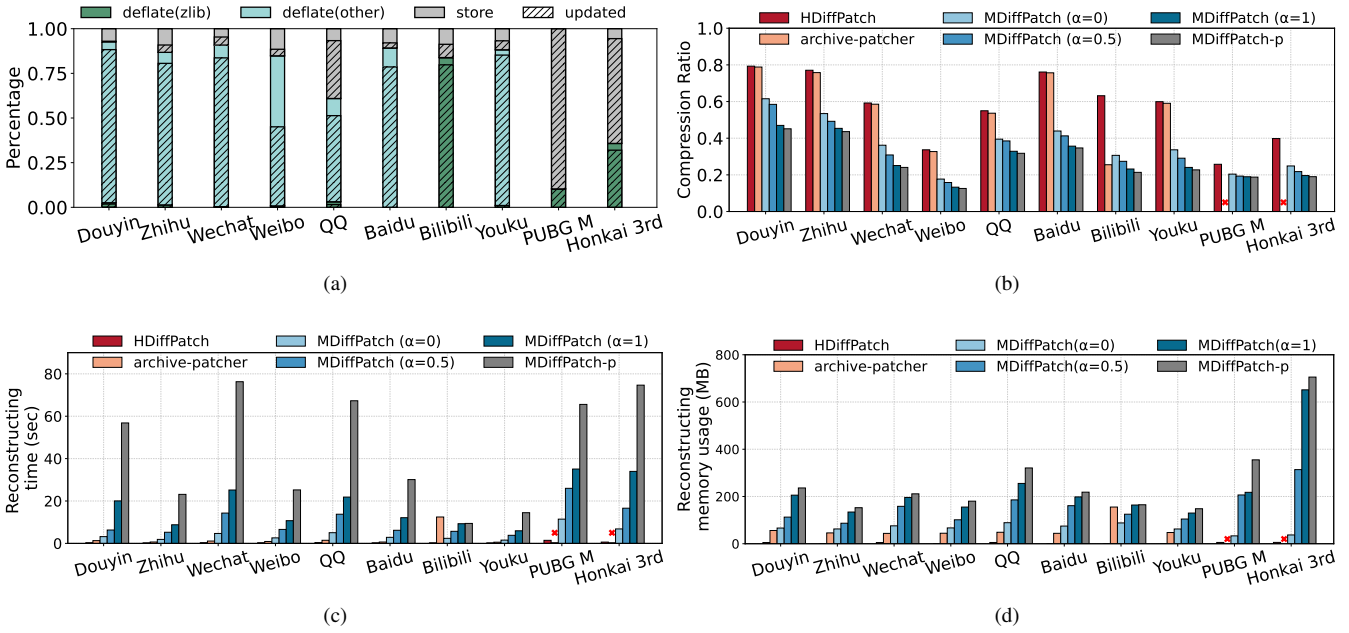 deflate(zlib) deflate(other) store updated
Percentage
1.00
0.75
0.50
0.25
0.00
Douyin Zhihu Wechat Weibo QQ Baidu Bilibili Youku PUBG M Honkai 3rd
(a)
HDiffPatch MDiffPatch (α=0) MDiffPatch (α=1)
archive-patcher MDiffPatch (α=0.5) MDiffPatch-p
Compression Ratio
1.0
0.8
0.6
0.4
0.2
0.0
Douyin Zhihu Wechat Weibo QQ Baidu Bilibili Youku PUBG M Honkai 3rd
(b)
HDiffPatch MDiffPatch (α=0) MDiffPatch (α=1)
archive-patcher MDiffPatch (α=0.5) MDiffPatch-p
Reconstructing
time (sec)
80
60
40
20
0
Douyin Zhihu Wechat Weibo QQ Baidu Bilibili Youku PUBG M Honkai 3rd
(c)
HDiffPatch MDiffPatch(α=0) MDiffPatch(α=1)
archive-patcher MDiffPatch(α=0.5) MDiffPatch-p
Reconstructing
memory usage (MB)
800
600
400
200
0
Douyin Zhihu Wechat Weibo QQ Baidu Bilibili Youku PUBG M Honkai 3rd
(d)